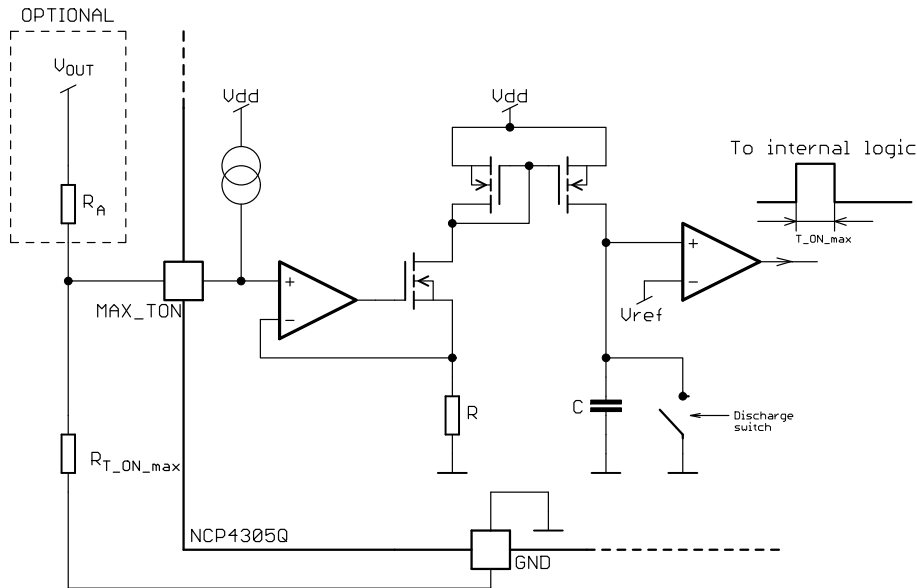 OPTIONAL
VOUT
RA
MAX_TON
RT_ON_max
Vdd
+
−
R
Vdd
C
Vref
+
−
To internal logic
T_ON_max
Discharge
switch
NCP4305Q
GND